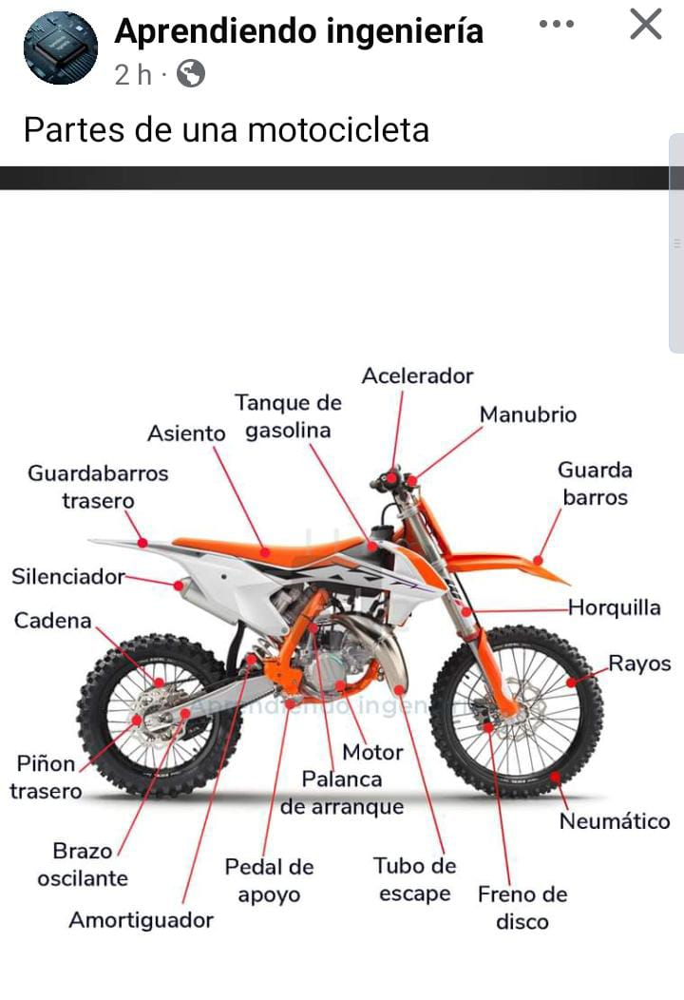 Aprendiendo ingeniería
2 h ·
Partes de una motocicleta
Acelerador
Tanque de
gasolina
Manubrio
Asiento
Guardabarros
trasero
Guarda
barros
Silenciador
Horquilla
Cadena
Rayos
Aprendiendo ingeniería
Motor
Piñon
trasero
Palanca
de arranque
Neumático
Brazo
oscilante
Pedal de
apoyo
Tubo de
escape
Freno de
disco
Amortiguador